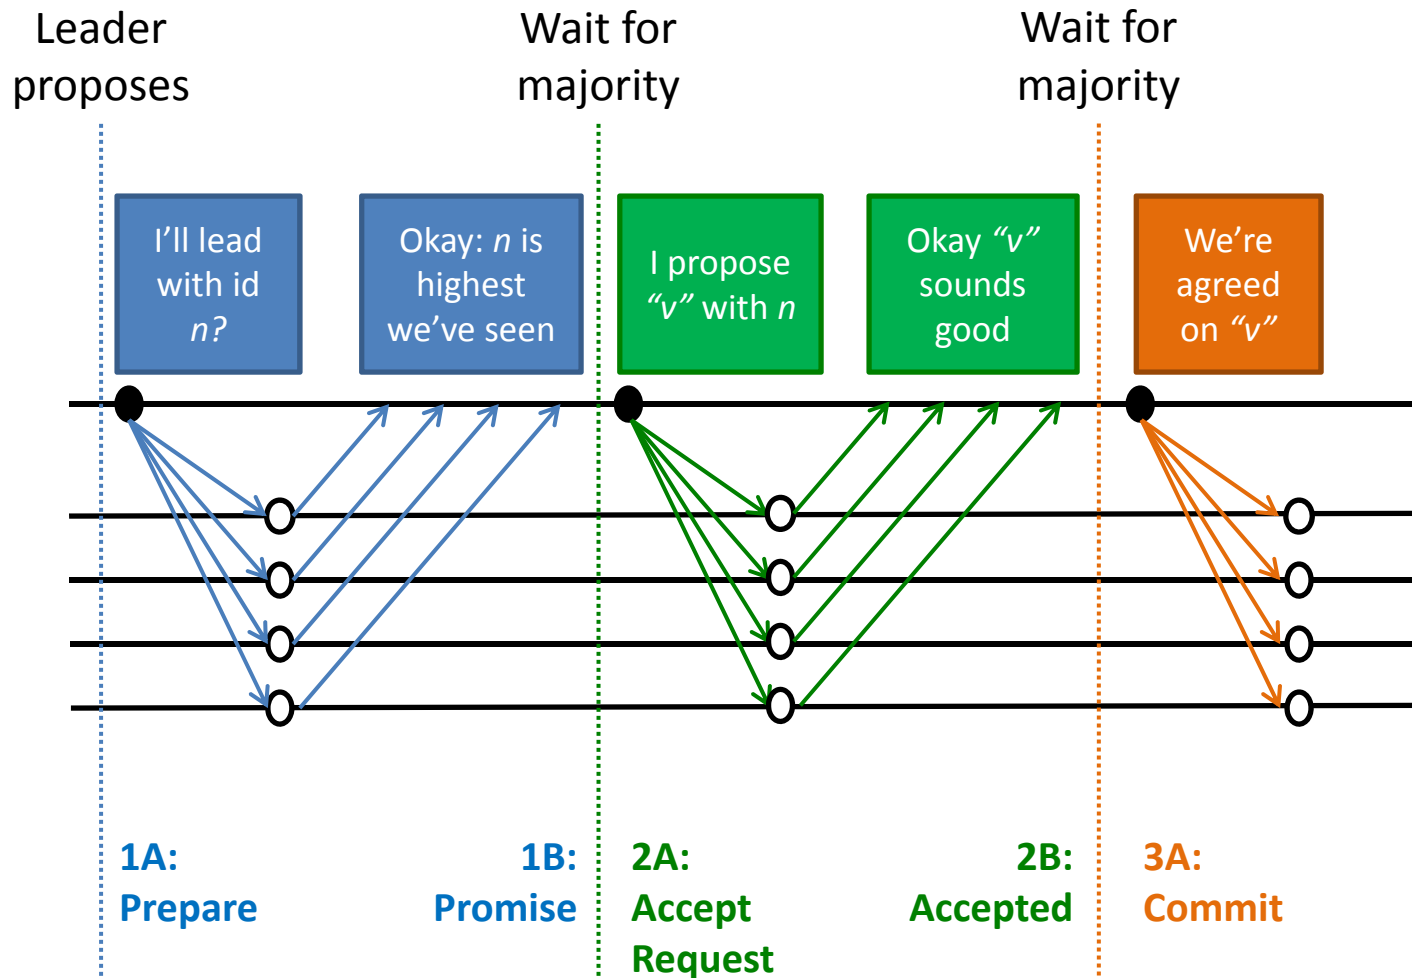 Leader
proposes
Wait for
majority
Wait for
majority
I’ll lead
with id
n?
Okay: n is
highest
we’ve seen
I propose
“v” with n
Okay “v”
sounds
good
We’re
agreed
on “v”
1A:
Prepare
1B:
Promise
2A:
Accept
Request
2B:
Accepted
3A:
Commit